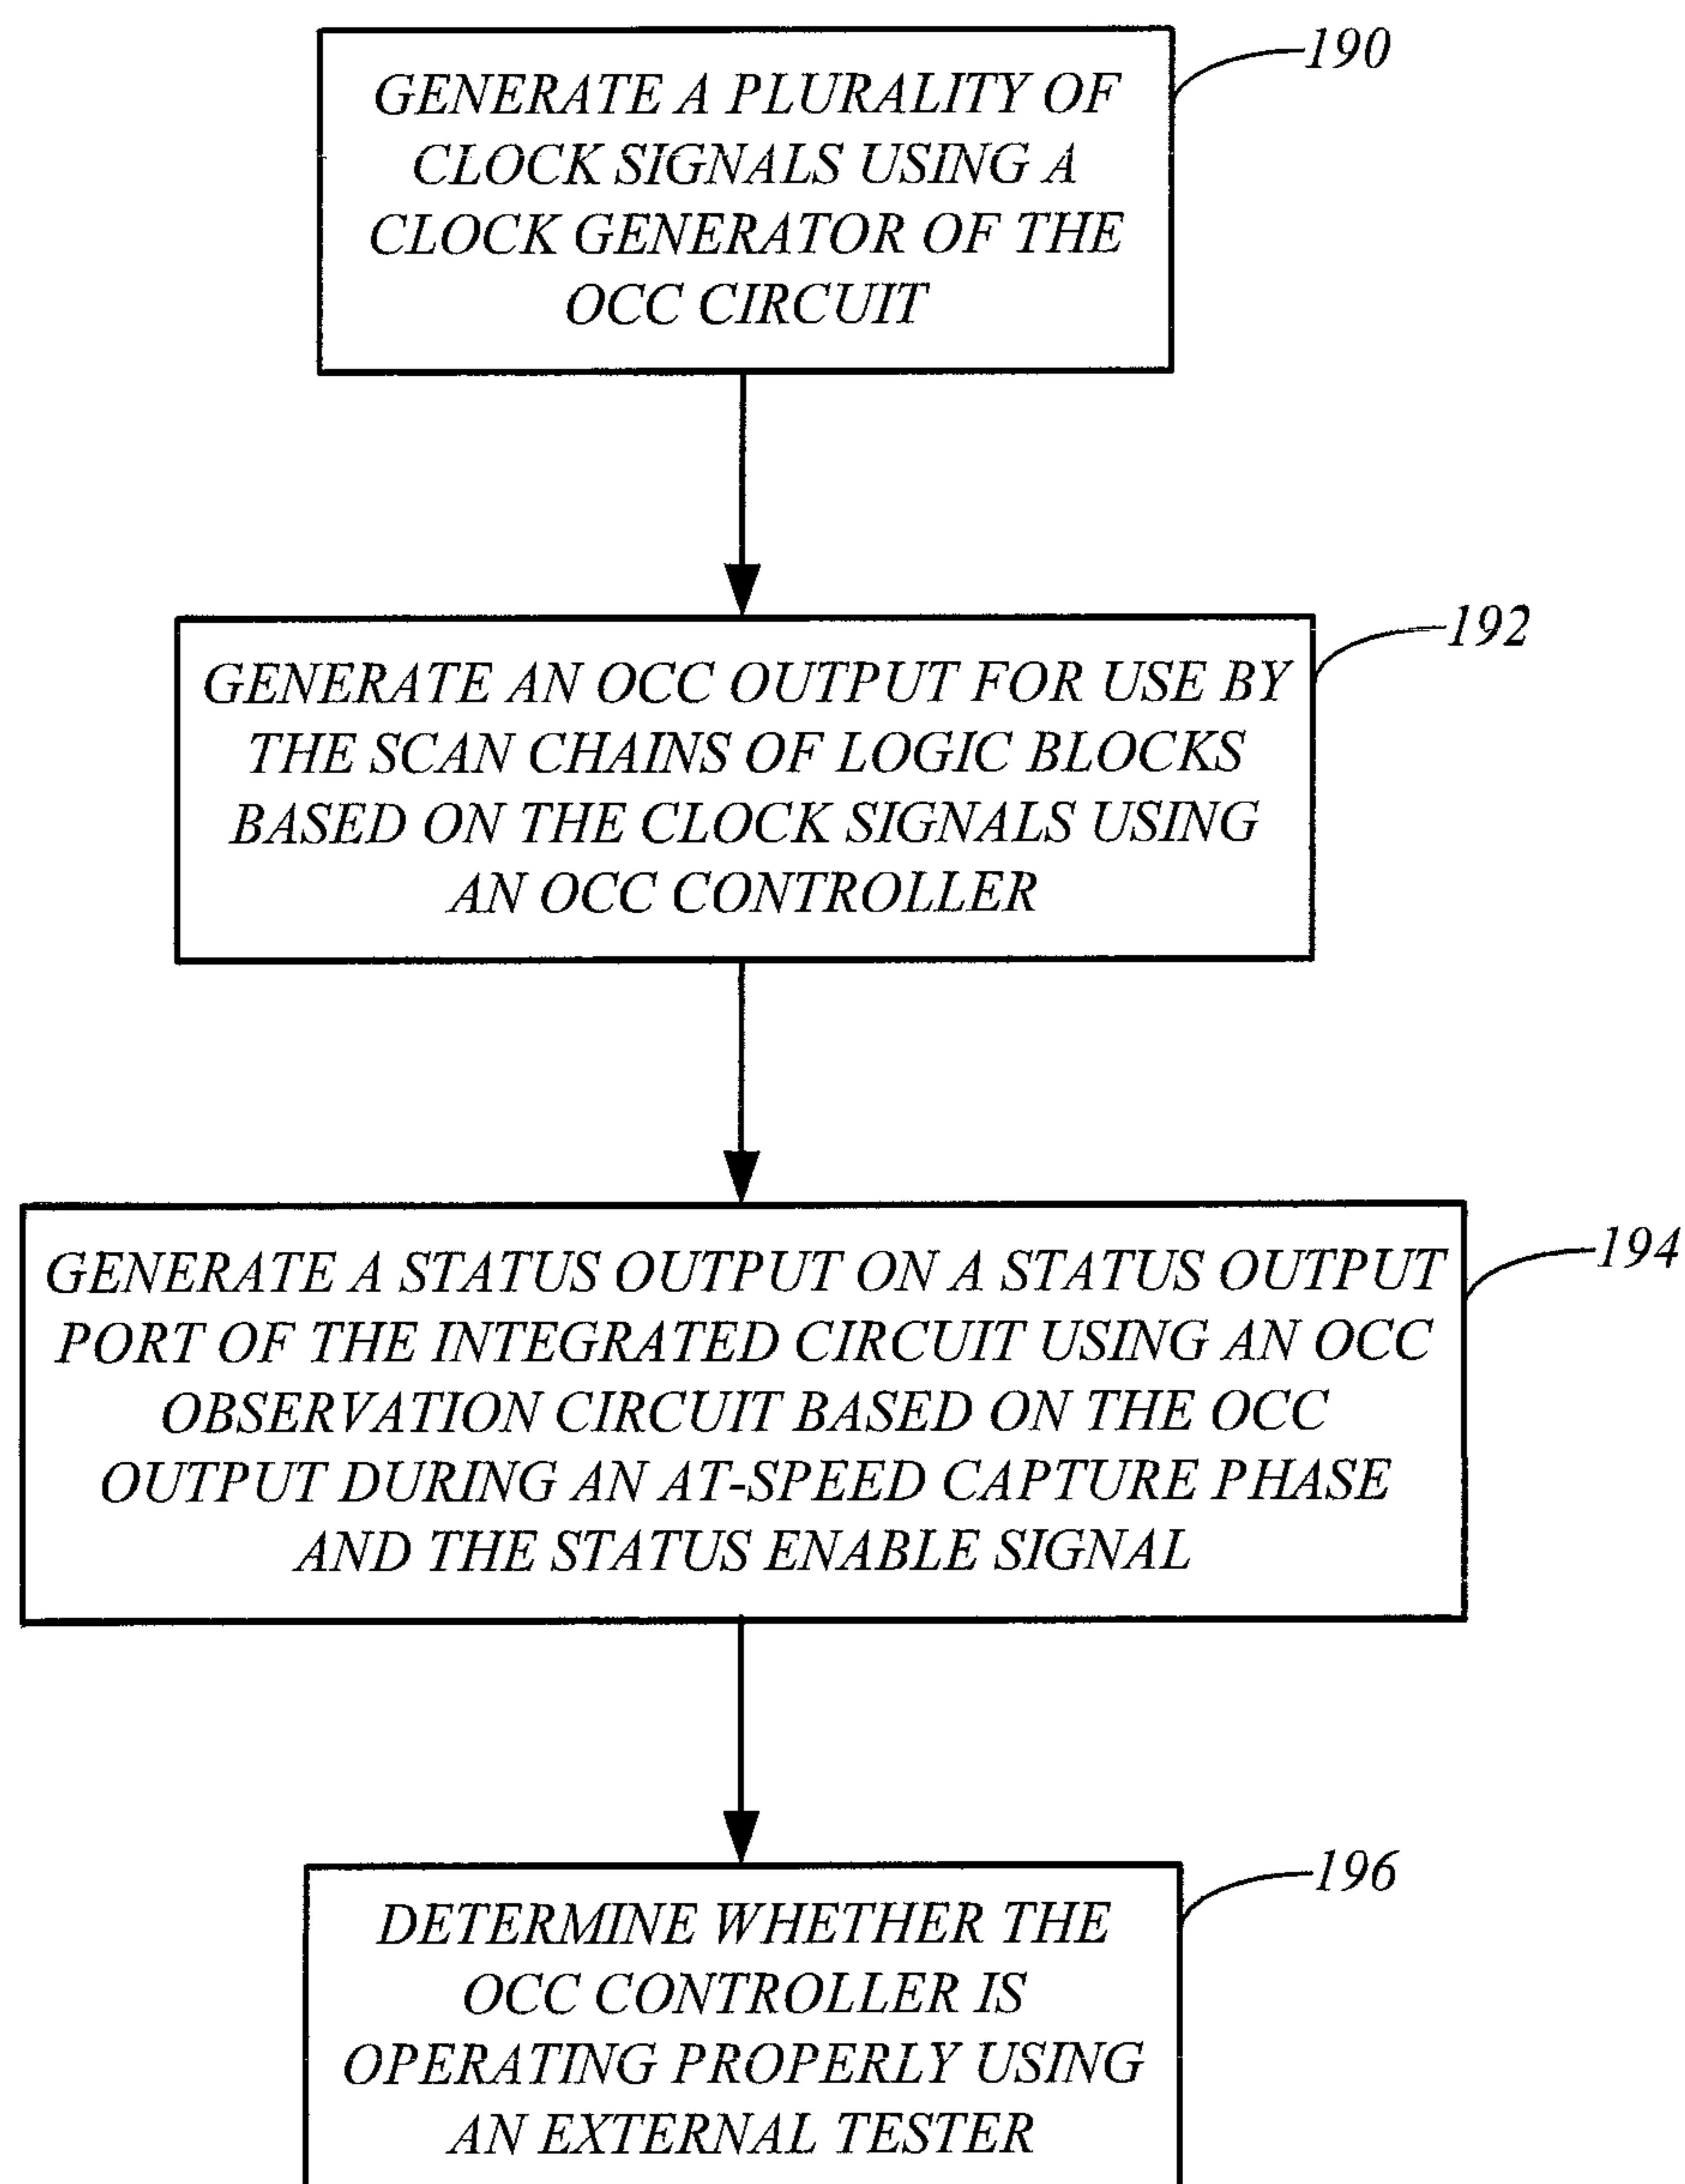 190
GENERATE A PLURALITY OF
CLOCK SIGNALS USING A
CLOCK GENERATOR OF THE
OCC CIRCUIT
192
GENERATE AN OCC OUTPUT FOR USE BY
THE SCAN CHAINS OF LOGIC BLOCKS
BASED ON THE CLOCK SIGNALS USING
AN OCC CONTROLLER
194
GENERATE A STATUS OUTPUT ON A STATUS OUTPUT
PORT OF THE INTEGRATED CIRCUIT USING AN OCC
OBSERVATION CIRCUIT BASED ON THE OCC
OUTPUT DURING AN AT-SPEED CAPTURE PHASE
AND THE STATUS ENABLE SIGNAL
196
DETERMINE WHETHER THE
OCC CONTROLLER IS
OPERATING PROPERLY USING
AN EXTERNAL TESTER